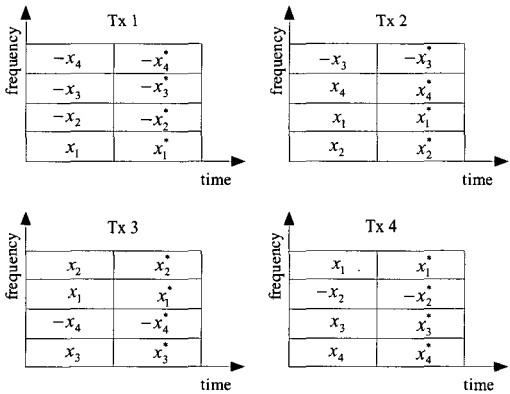 Tx 1
frequency
−x₄ −x₄*
−x₃ −x₃*
−x₂ −x₂*
x₁ x₁*
time
Tx 2
frequency
−x₃ −x₃*
x₄ x₄*
x₁ x₁*
x₂ x₂*
time
Tx 3
frequency
x₂ x₂*
x₁ x₁*
−x₄ −x₄*
x₃ x₃*
time
Tx 4
frequency
x₁ x₁*
−x₂ −x₂*
x₃ x₃*
x₄ x₄*
time